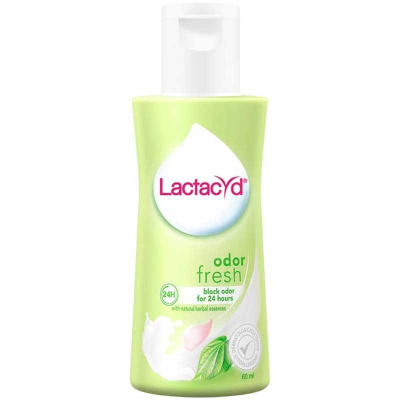 Lactacyd®
odor
fresh
24H
block odor
for 24 hours
with natural herbal essences
60 ml